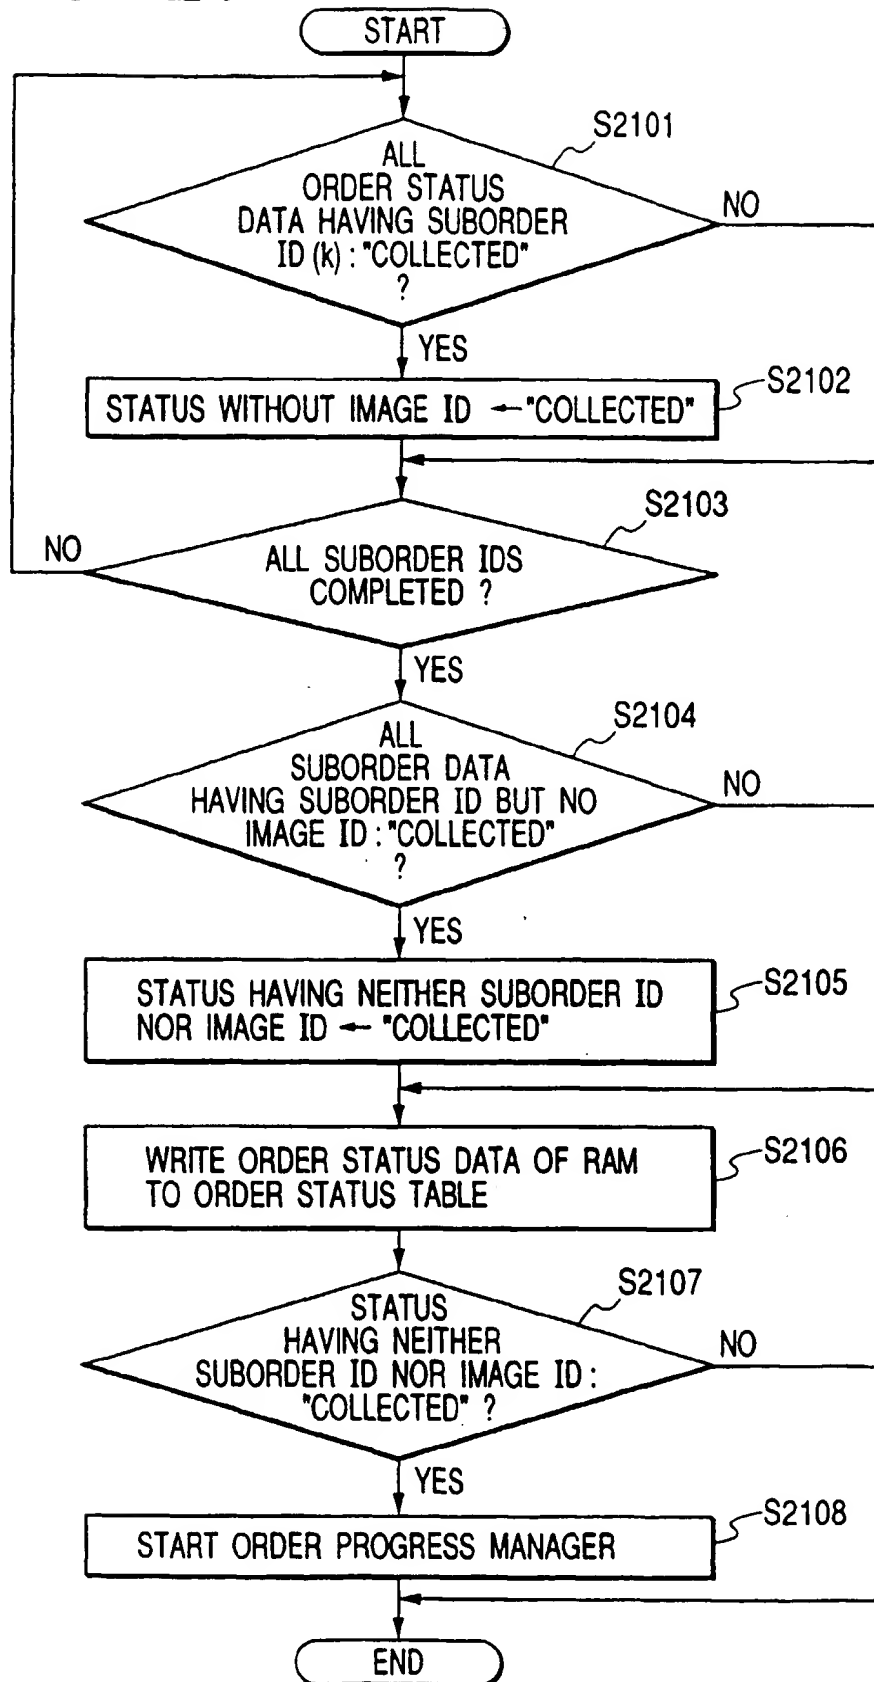 START
S2101
ALL
ORDER STATUS
DATA HAVING SUBORDER
ID (k) : "COLLECTED"
?
NO
YES
S2102
STATUS WITHOUT IMAGE ID ← "COLLECTED"
S2103
NO
ALL SUBORDER IDS
COMPLETED ?
YES
S2104
ALL
SUBORDER DATA
HAVING SUBORDER ID BUT NO
IMAGE ID : "COLLECTED"
?
NO
YES
S2105
STATUS HAVING NEITHER SUBORDER ID
NOR IMAGE ID ← "COLLECTED"
S2106
WRITE ORDER STATUS DATA OF RAM
TO ORDER STATUS TABLE
S2107
STATUS
HAVING NEITHER
SUBORDER ID NOR IMAGE ID :
"COLLECTED" ?
NO
YES
S2108
START ORDER PROGRESS MANAGER
END